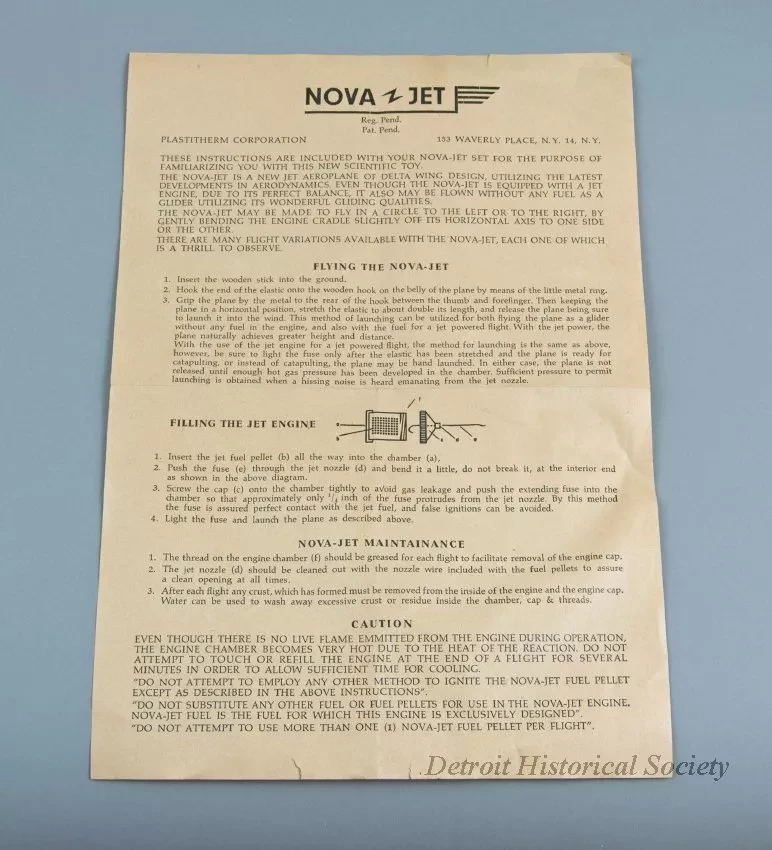 NOVA JET
Reg. Pend.
Pat. Pend.
PLASTITHERM CORPORATION 153 WAVERLY PLACE, N.Y. 14, N.Y.
THESE INSTRUCTIONS ARE INCLUDED WITH YOUR NOVA-JET SET FOR THE PURPOSE OF
FAMILIARIZING YOU WITH THIS NEW SCIENTIFIC TOY.
THE NOVA-JET IS A NEW JET AEROPLANE OF DELTA WING DESIGN, UTILIZING THE LATEST
DEVELOPMENTS IN AERODYNAMICS. EVEN THOUGH THE NOVA-JET IS EQUIPPED WITH A JET
ENGINE, DUE TO ITS PERFECT BALANCE, IT ALSO MAY BE FLOWN WITHOUT ANY FUEL AS A
GLIDER UTILIZING ITS WONDERFUL GLIDING QUALITIES.
THE NOVA-JET MAY BE MADE TO FLY IN A CIRCLE TO THE LEFT OR TO THE RIGHT, BY
GENTLY BENDING THE ENGINE CRADLE SLIGHTLY OFF ITS HORIZONTAL AXIS TO ONE SIDE
OR THE OTHER.
THERE ARE MANY FLIGHT VARIATIONS AVAILABLE WITH THE NOVA-JET, EACH ONE OF WHICH
IS A THRILL TO OBSERVE.
FLYING THE NOVA-JET
1. Insert the wooden stick into the ground.
2. Hook the end of the elastic onto the wooden hook on the belly of the plane by means of the little metal ring.
3. Grip the plane by the metal to the rear of the hook between the thumb and forefinger. Then keeping the
plane in a horizontal position, stretch the elastic to about double its length, and release the plane being sure
to launch it into the wind. This method of launching can be utilized for both flying the plane as a glider
without any fuel in the engine, and also with the fuel for a jet powered flight. With the jet power, the
plane naturally achieves greater height and distance.
With the use of the jet engine for a jet powered flight, the method for launching is the same as above,
however, be sure to light the fuse only after the elastic has been stretched and the plane is ready for
catapulting, or instead of catapulting, the plane may be hand launched. In either case, the plane is not
released until enough hot gas pressure has been developed in the chamber. Sufficient pressure to permit
launching is obtained when a hissing noise is heard emanating from the jet nozzle.
FILLING THE JET ENGINE
1. Insert the jet fuel pellet (b) all the way into the chamber (a),
2. Push the fuse (e) through the jet nozzle (d) and bend it a little, do not break it, at the interior end
as shown in the above diagram.
3. Screw the cap (c) onto the chamber tightly to avoid gas leakage and push the extending fuse into the
chamber so that approximately only 1/4 inch of the fuse protrudes from the jet nozzle. By this method
the fuse is assured perfect contact with the jet fuel, and false ignitions can be avoided.
4. Light the fuse and launch the plane as described above.
NOVA-JET MAINTAINANCE
1. The thread on the engine chamber (f) should be greased for each flight to facilitate removal of the engine cap.
2. The jet nozzle (d) should be cleaned out with the nozzle wire included with the fuel pellets to assure
a clean opening at all times.
3. After each flight any crust, which has formed must be removed from the inside of the engine and the engine cap.
Water can be used to wash away excessive crust or residue inside the chamber, cap & threads.
CAUTION
EVEN THOUGH THERE IS NO LIVE FLAME EMMITTED FROM THE ENGINE DURING OPERATION,
THE ENGINE CHAMBER BECOMES VERY HOT DUE TO THE HEAT OF THE REACTION. DO NOT
ATTEMPT TO TOUCH OR REFILL THE ENGINE AT THE END OF A FLIGHT FOR SEVERAL
MINUTES IN ORDER TO ALLOW SUFFICIENT TIME FOR COOLING.
"DO NOT ATTEMPT TO EMPLOY ANY OTHER METHOD TO IGNITE THE NOVA-JET FUEL PELLET
EXCEPT AS DESCRIBED IN THE ABOVE INSTRUCTIONS".
"DO NOT SUBSTITUTE ANY OTHER FUEL OR FUEL PELLETS FOR USE IN THE NOVA-JET ENGINE.
NOVA-JET FUEL IS THE FUEL FOR WHICH THIS ENGINE IS EXCLUSIVELY DESIGNED".
"DO NOT ATTEMPT TO USE MORE THAN ONE (1) NOVA-JET FUEL PELLET PER FLIGHT".
Detroit Historical Society